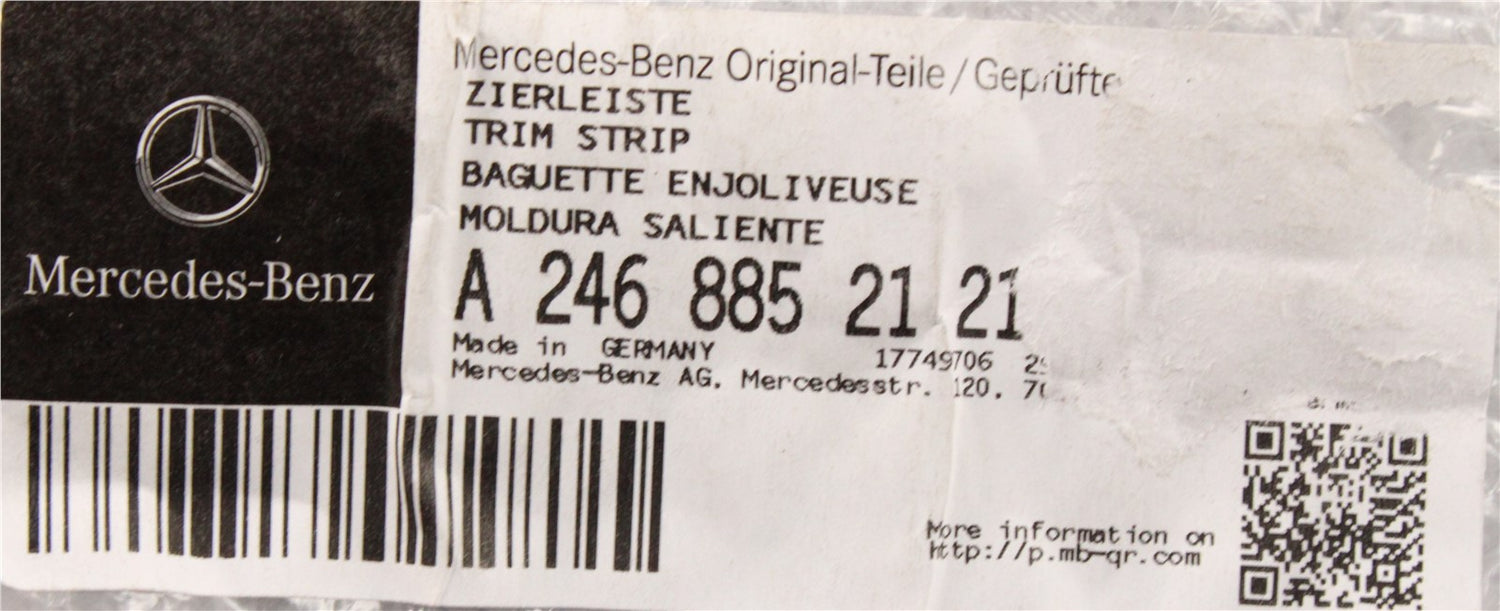 Mercedes-Benz
Mercedes-Benz Original-Teile / Geprüfte
ZIERLEISTE
TRIM STRIP
BAGUETTE ENJOLIVEUSE
MOLDURA SALIENTE
A 246 885 21 21
Made in GERMANY 17749706
Mercedes-Benz AG, Mercedesstr. 120,
More information on
http://p.mb-qr.com